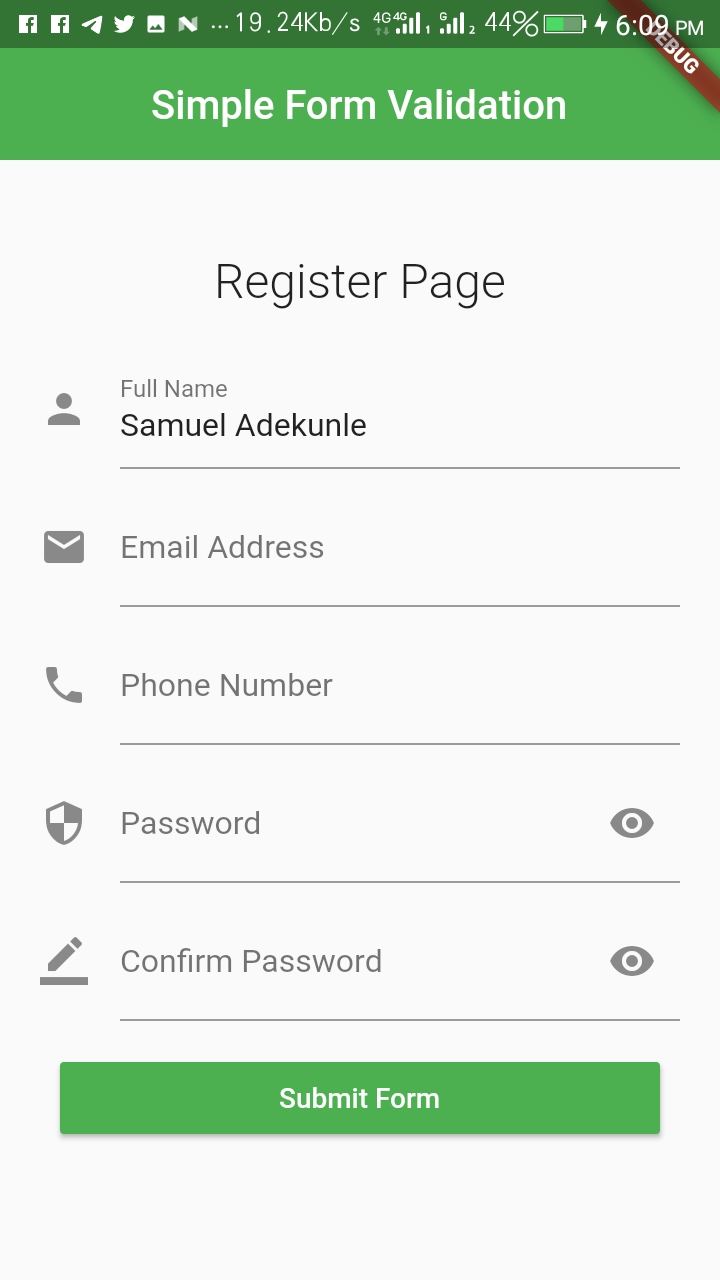 ... 19.24Kb/s 4G 4G 1 G 2 44% 6:09 PM
DEBUG
Simple Form Validation
Register Page
Full Name
Samuel Adekunle
Email Address
Phone Number
Password
Confirm Password
Submit Form